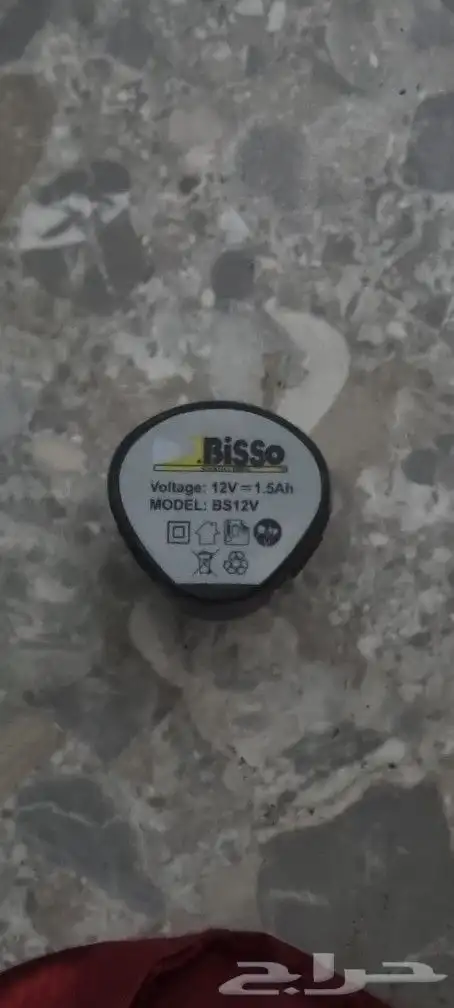 BiSSo
Voltage: 12V⎓1.5Ah
MODEL: BS12V
حراج